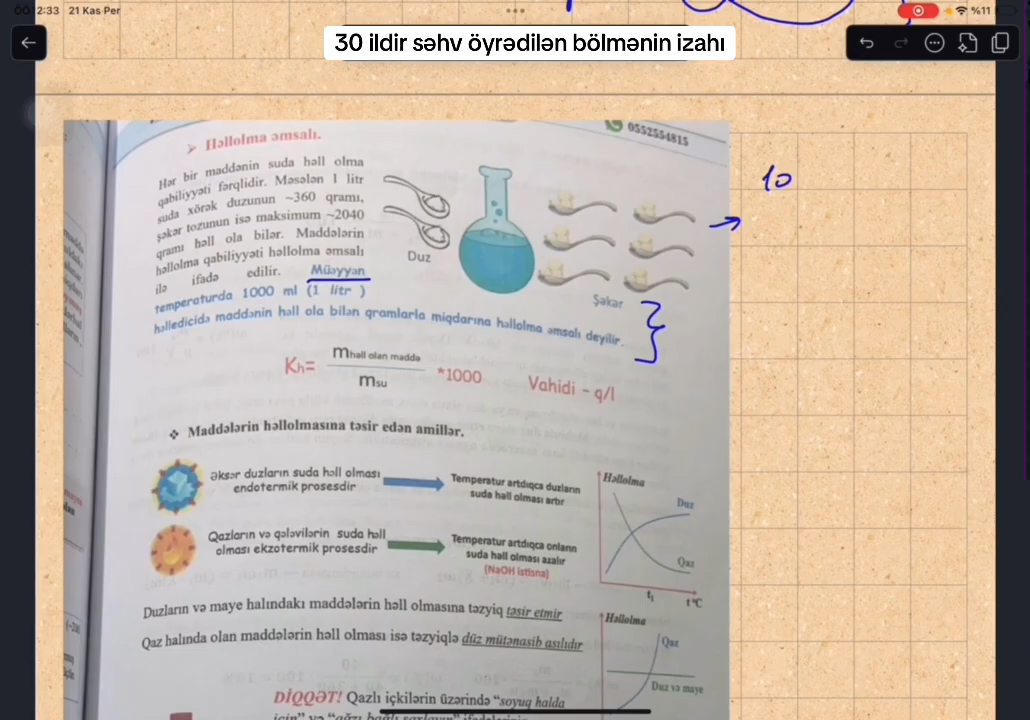 00:12:33 21 Kas Per
%11
30 ildir səhv öyrədilən bölmənin izahı
0552554815
➢ Həllolma əmsalı.
Hər bir maddənin suda həll olma
qabiliyyəti fərqlidir. Məsələn 1 litr
suda xörək duzunun ~360 qramı,
şəkər tozunun isə maksimum ~2040
qramı həll ola bilər. Maddələrin
həllolma qabiliyyəti həllolma əmsalı
ilə ifadə edilir. Müəyyən
temperaturda 1000 ml (1 litr )
həlledicidə maddənin həll ola bilən qramlarla miqdarına həllolma əmsalı deyilir.
Duz
Şəkər
10
Kh= mhəll olan maddə / msu *1000 Vahidi - q/l
❖ Maddələrin həllolmasına təsir edən amillər.
Əksər duzların suda həll olması
endotermik prosesdir
Temperatur artdıqca duzların
suda həll olması artır
Qazların və qələvilərin suda həll
olması ekzotermik prosesdir
Temperatur artdıqca onların
suda həll olması azalır
(NaOH istisna)
Həllolma
Duz
Qaz
t₁
t°C
Duzların və maye halındakı maddələrin həll olmasına təzyiq təsir etmir
Qaz halında olan maddələrin həll olması isə təzyiqlə düz mütənasib asılıdır
Həllolma
Qaz
Duz və maye
DİQQƏT! Qazlı içkilərin üzərində “soyuq halda